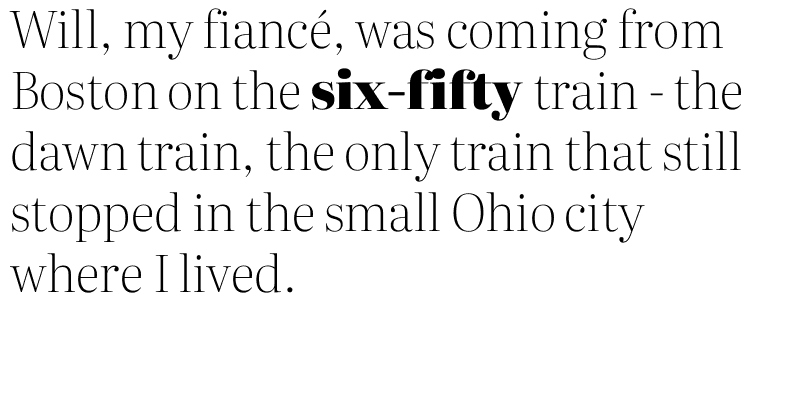 Will, my fiancé, was coming from
Boston on the six-fifty train - the
dawn train, the only train that still
stopped in the small Ohio city
where I lived.